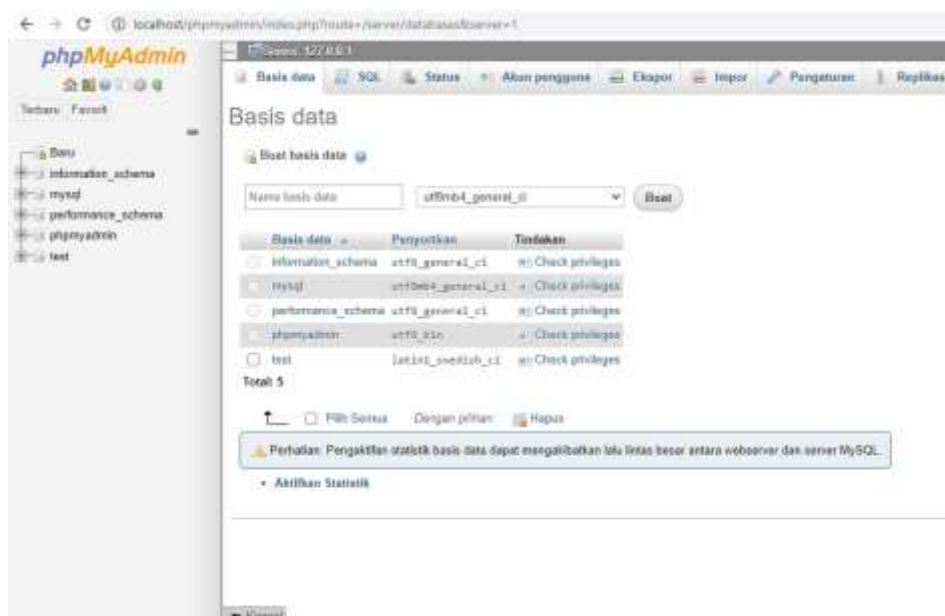 localhost/phpmyadmin/index.php?route=/server/databases&server=1
phpMyAdmin
Terbaru Favorit
Baru
information_schema
mysql
performance_schema
phpmyadmin
test
Server: 127.0.0.1
Basis data SQL Status Akun pengguna Ekspor Impor Pengaturan Replikasi
Basis data
Buat basis data
Nama basis data utf8mb4_general_ci Buat
Basis data Penyortiran Tindakan
information_schema utf8_general_ci Check privileges
mysql utf8mb4_general_ci Check privileges
performance_schema utf8_general_ci Check privileges
phpmyadmin utf8_bin Check privileges
test latin1_swedish_ci Check privileges
Total: 5
Pilih Semua Dengan pilihan Hapus
Perhatian: Pengaktifan statistik basis data dapat mengakibatkan lalu lintas besar antara webserver dan server MySQL.
Aktifkan Statistik